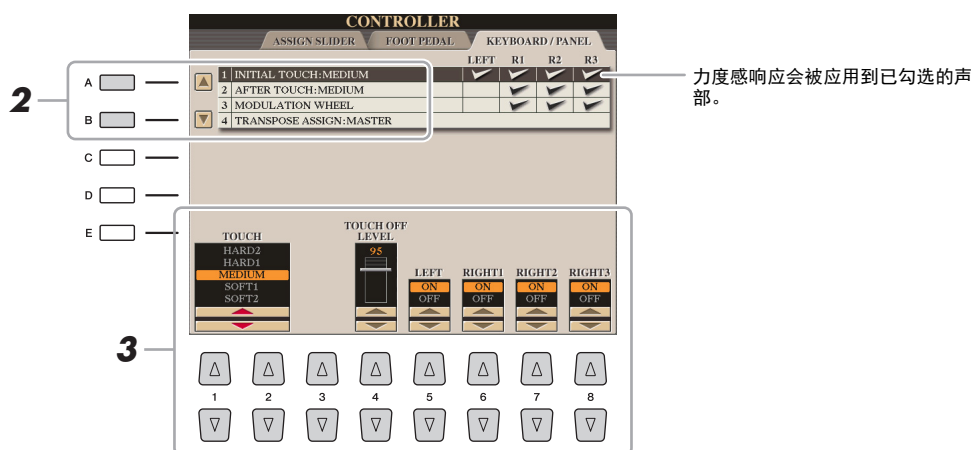 CONTROLLER
ASSIGN SLIDER FOOT PEDAL KEYBOARD / PANEL
LEFT R1 R2 R3
1 INITIAL TOUCH:MEDIUM
2 AFTER TOUCH:MEDIUM
3 MODULATION WHEEL
4 TRANSPOSE ASSIGN:MASTER
力度感响应会被应用到已勾选的声
部。
2
A
B
C
D
E
TOUCH
HARD2
HARD1
MEDIUM
SOFT1
SOFT2
TOUCH OFF
LEVEL
95
LEFT RIGHT1 RIGHT2 RIGHT3
ON ON ON ON
OFF OFF OFF OFF
3
1 2 3 4 5 6 7 8